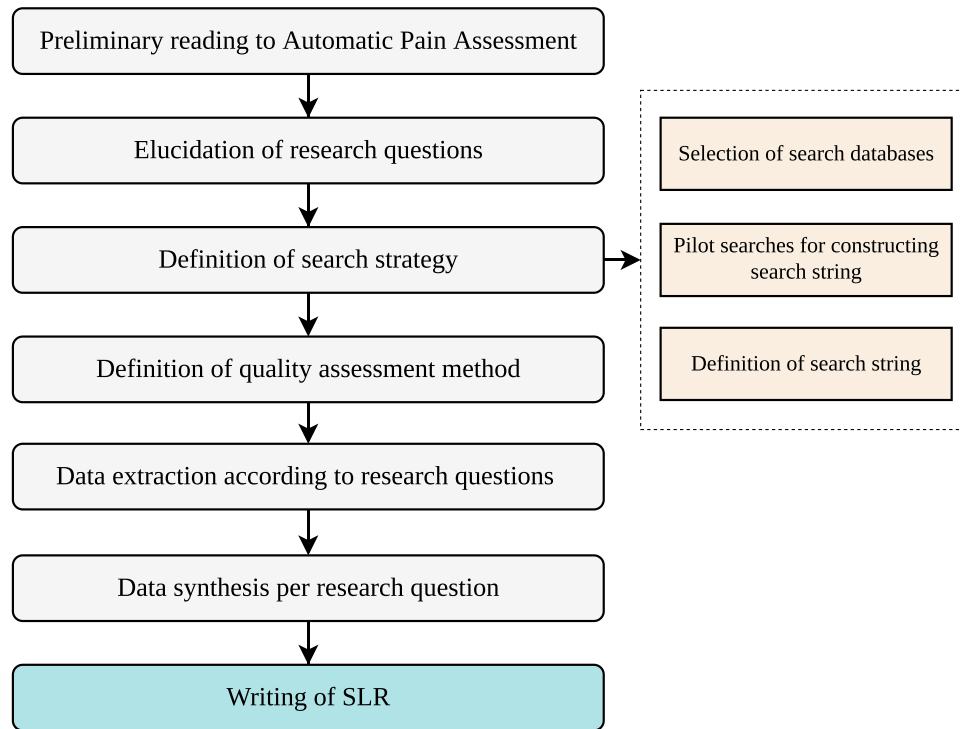 Preliminary reading to Automatic Pain Assessment
Elucidation of research questions
Definition of search strategy
Definition of quality assessment method
Data extraction according to research questions
Data synthesis per research question
Writing of SLR
Selection of search databases
Pilot searches for constructing
search string
Definition of search string